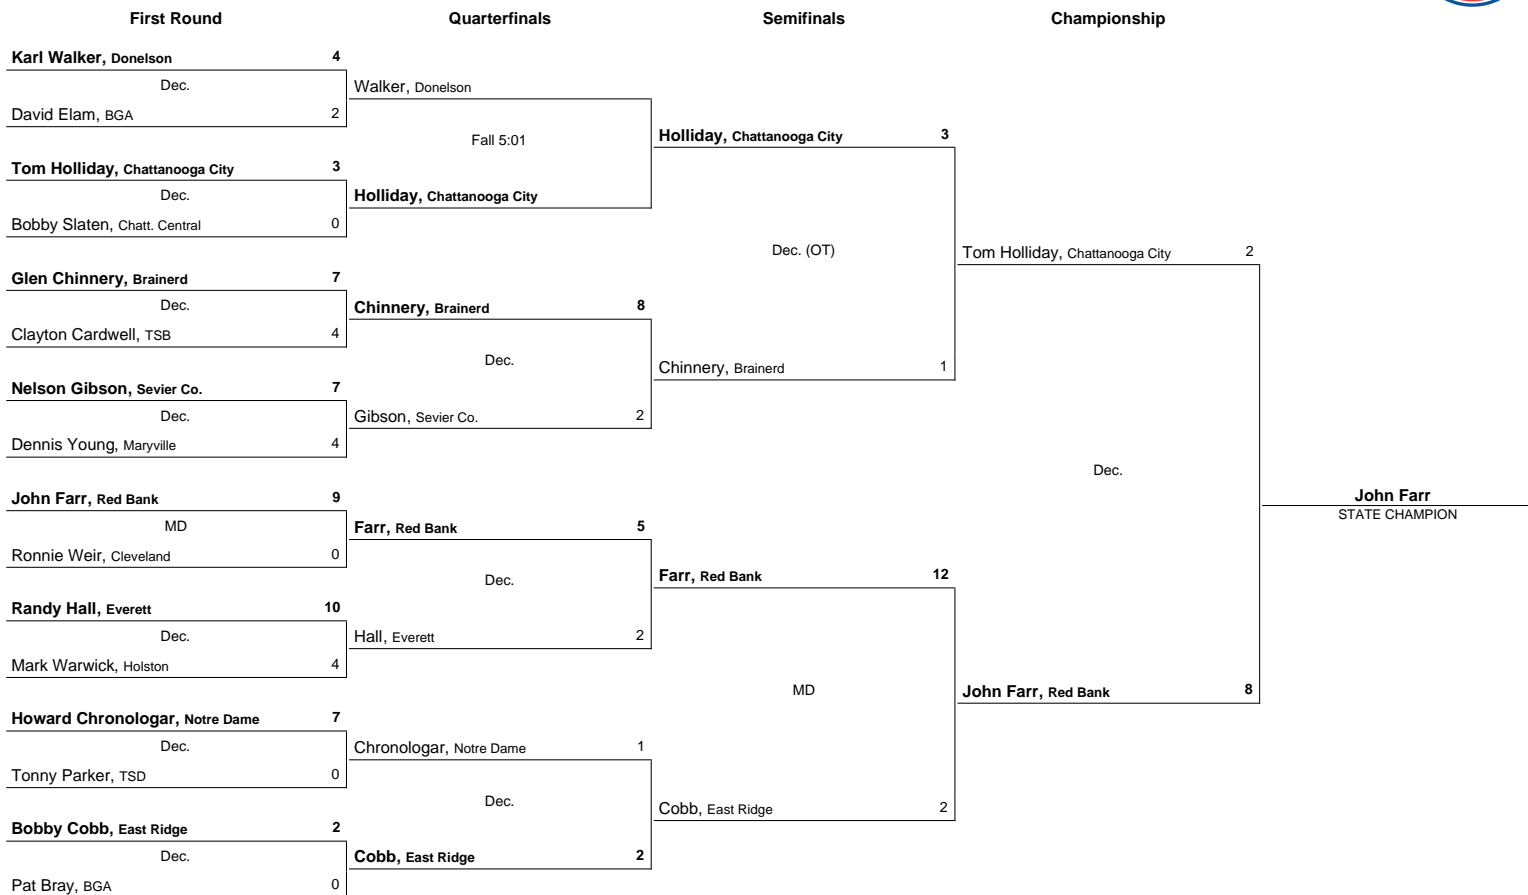 First Round Quarterfinals Semifinals Championship
Karl Walker, Donelson 4
Dec.
David Elam, BGA 2
Tom Holliday, Chattanooga City 3
Dec.
Bobby Slaten, Chatt. Central 0
Glen Chinnery, Brainerd 7
Dec.
Clayton Cardwell, TSB 4
Nelson Gibson, Sevier Co. 7
Dec.
Dennis Young, Maryville 4
John Farr, Red Bank 9
MD
Ronnie Weir, Cleveland 0
Randy Hall, Everett 10
Dec.
Mark Warwick, Holston 4
Howard Chronologar, Notre Dame 7
Dec.
Tonny Parker, TSD 0
Bobby Cobb, East Ridge 2
Dec.
Pat Bray, BGA 0
Walker, Donelson
Fall 5:01
Holliday, Chattanooga City
Chinnery, Brainerd 8
Dec.
Gibson, Sevier Co. 2
Farr, Red Bank 5
Dec.
Hall, Everett 2
Chronologar, Notre Dame 1
Dec.
Cobb, East Ridge 2
Holliday, Chattanooga City 3
Dec. (OT)
Chinnery, Brainerd 1
Farr, Red Bank 12
MD
Cobb, East Ridge 2
Tom Holliday, Chattanooga City 2
Dec.
John Farr, Red Bank 8
John Farr
STATE CHAMPION